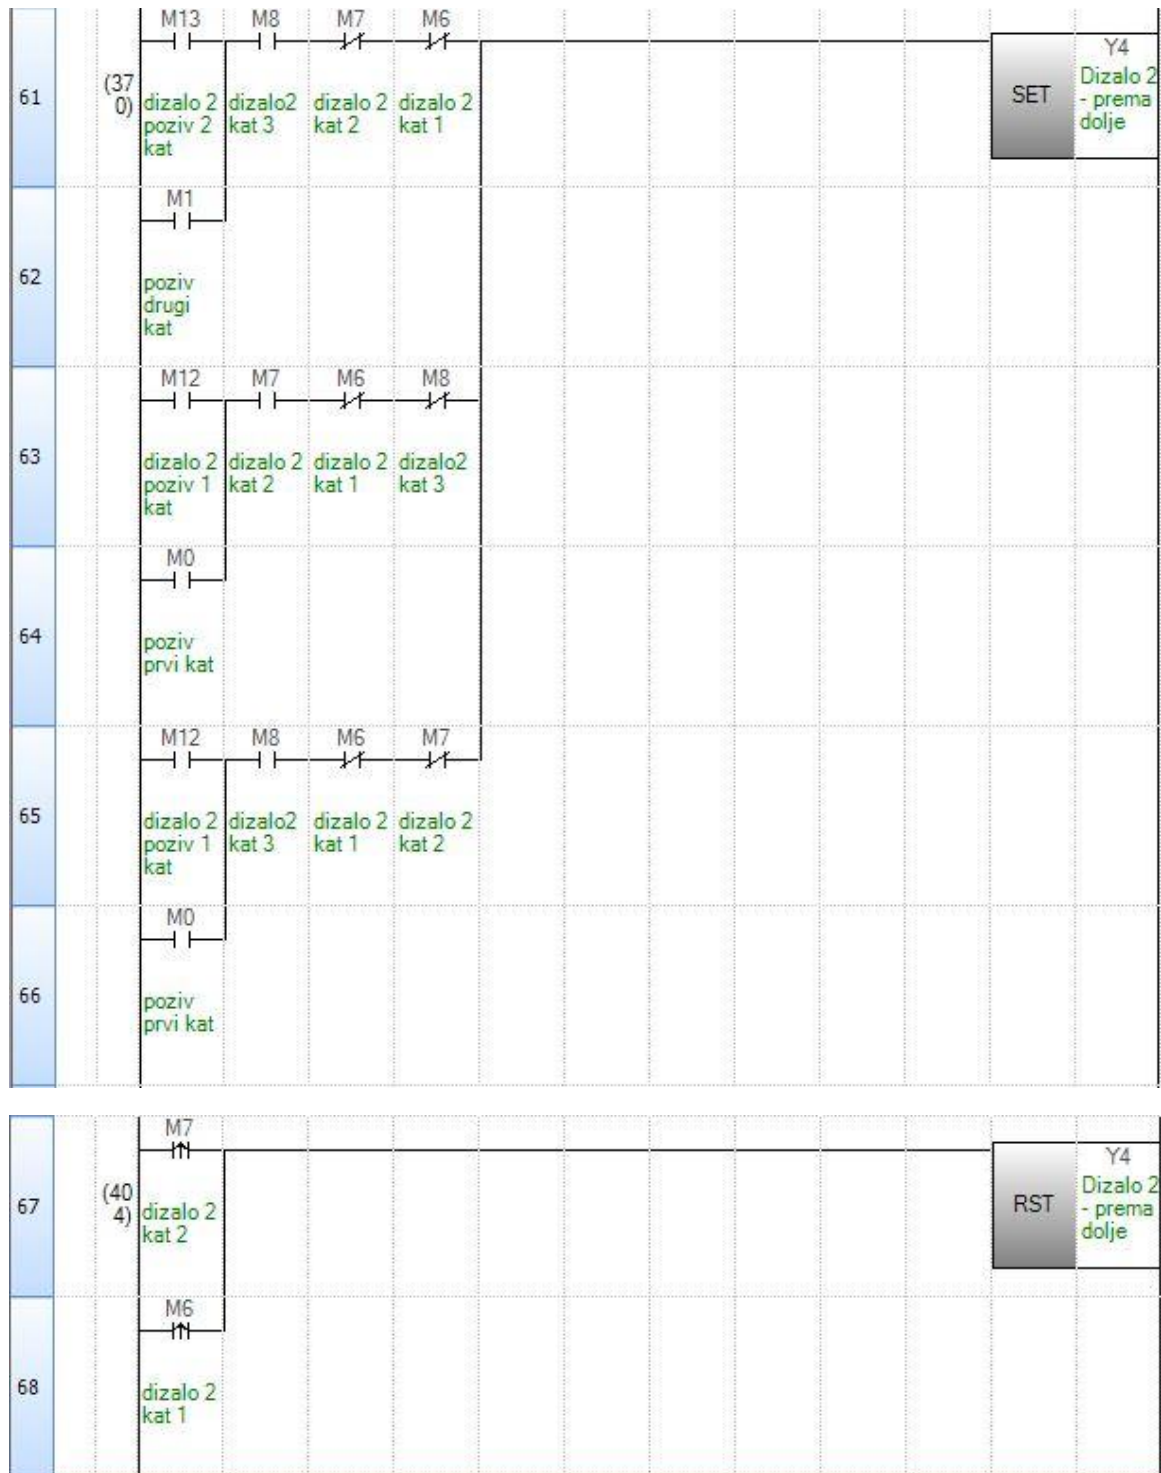 M13 M8 M7 M6
Y4
61
(37
0)
dizalo 2
poziv 2
kat
dizalo2
kat 3
dizalo 2
kat 2
dizalo 2
kat 1
SET
Dizalo 2
- prema
dolje
M1
62
poziv
drugi
kat
M12 M7 M6 M8
63
dizalo 2
poziv 1
kat
dizalo 2
kat 2
dizalo 2
kat 1
dizalo2
kat 3
M0
64
poziv
prvi kat
M12 M8 M6 M7
65
dizalo 2
poziv 1
kat
dizalo2
kat 3
dizalo 2
kat 1
dizalo 2
kat 2
M0
66
poziv
prvi kat
M7
Y4
67
(40
4)
dizalo 2
kat 2
RST
Dizalo 2
- prema
dolje
M6
68
dizalo 2
kat 1